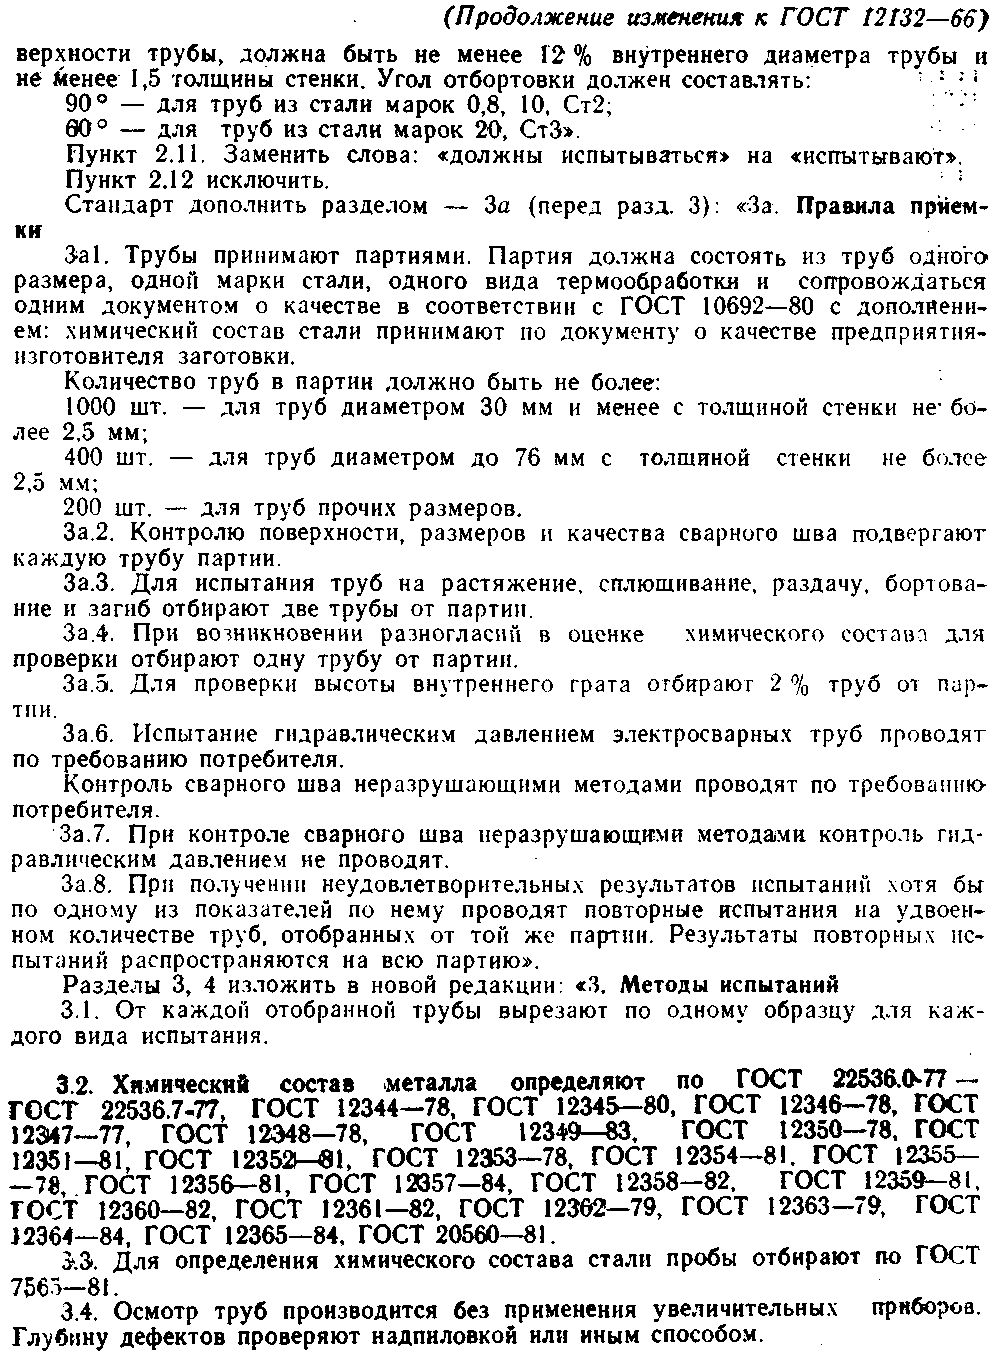 (Продолжение изменения к ГОСТ 12132—66)
верхности трубы, должна быть не менее 12 % внутреннего диаметра трубы и
не менее 1,5 толщины стенки. Угол отбортовки должен составлять:
90° — для труб из стали марок 0,8, 10, Ст2;
60° — для труб из стали марок 20, Ст3».
Пункт 2.11. Заменить слова: «должны испытываться» на «испытывают».
Пункт 2.12 исключить.
Стандарт дополнить разделом — 3а (перед разд. 3): «3а. Правила прием-
ки
3а1. Трубы принимают партиями. Партия должна состоять из труб одного
размера, одной марки стали, одного вида термообработки и сопровождаться
одним документом о качестве в соответствии с ГОСТ 10692—80 с дополнени-
ем: химический состав стали принимают по документу о качестве предприятия-
изготовителя заготовки.
Количество труб в партии должно быть не более:
1000 шт. — для труб диаметром 30 мм и менее с толщиной стенки не бо-
лее 2,5 мм;
400 шт. — для труб диаметром до 76 мм с толщиной стенки не более
2,5 мм;
200 шт. — для труб прочих размеров.
3а.2. Контролю поверхности, размеров и качества сварного шва подвергают
каждую трубу партии.
3а.3. Для испытания труб на растяжение, сплющивание, раздачу, бортова-
ние и загиб отбирают две трубы от партии.
3а.4. При возникновении разногласий в оценке химического состава для
проверки отбирают одну трубу от партии.
3а.5. Для проверки высоты внутреннего грата отбирают 2 % труб от пар-
тии.
3а.6. Испытание гидравлическим давлением электросварных труб проводят
по требованию потребителя.
Контроль сварного шва неразрушающими методами проводят по требованию
потребителя.
3а.7. При контроле сварного шва неразрушающими методами контроль гид-
равлическим давлением не проводят.
3а.8. При получении неудовлетворительных результатов испытаний хотя бы
по одному из показателей по нему проводят повторные испытания на удвоен-
ном количестве труб, отобранных от той же партии. Результаты повторных ис-
пытаний распространяются на всю партию».
Разделы 3, 4 изложить в новой редакции: «3. Методы испытаний
3.1. От каждой отобранной трубы вырезают по одному образцу для каж-
дого вида испытания.
3.2. Химический состав металла определяют по ГОСТ 22536.0-77 —
ГОСТ 22536.7-77, ГОСТ 12344—78, ГОСТ 12345—80, ГОСТ 12346—78, ГОСТ
12347—77, ГОСТ 12348—78, ГОСТ 12349—83, ГОСТ 12350—78, ГОСТ
12351—81, ГОСТ 12352—81, ГОСТ 12353—78, ГОСТ 12354—81, ГОСТ 12355—
—78, ГОСТ 12356—81, ГОСТ 12357—84, ГОСТ 12358—82, ГОСТ 12359—81,
ГОСТ 12360—82, ГОСТ 12361—82, ГОСТ 12362—79, ГОСТ 12363—79, ГОСТ
12364—84, ГОСТ 12365—84, ГОСТ 20560—81.
3.3. Для определения химического состава стали пробы отбирают по ГОСТ
7565—81.
3.4. Осмотр труб производится без применения увеличительных приборов.
Глубину дефектов проверяют надпиловкой или иным способом.